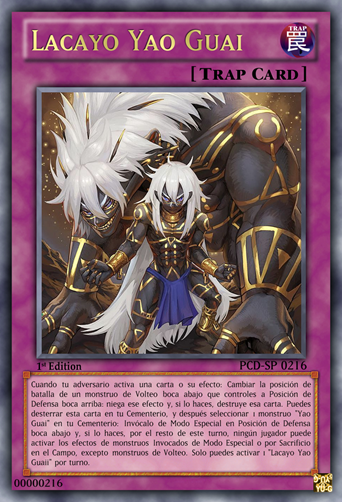 Lacayo Yao Guai
TRAP
罠
[Trap Card]
1st Edition
PCD-SP 0216
Cuando tu adversario activa una carta o su efecto: Cambiar la posición de
batalla de un monstruo de Volteo boca abajo que controles a Posición de
Defensa boca arriba: niega ese efecto y, si lo haces, destruye esa carta. Puedes
desterrar esta carta en tu Cementerio, y después seleccionar 1 monstruo "Yao
Guai" en tu Cementerio: Invócalo de Modo Especial en Posición de Defensa
boca abajo y, si lo haces, por el resto de este turno, ningún jugador puede
activar los efectos de monstruos Invocados de Modo Especial o por Sacrificio
en el Campo, excepto monstruos de Volteo. Solo puedes activar 1 "Lacayo Yao
Guaii" por turno.
00000216